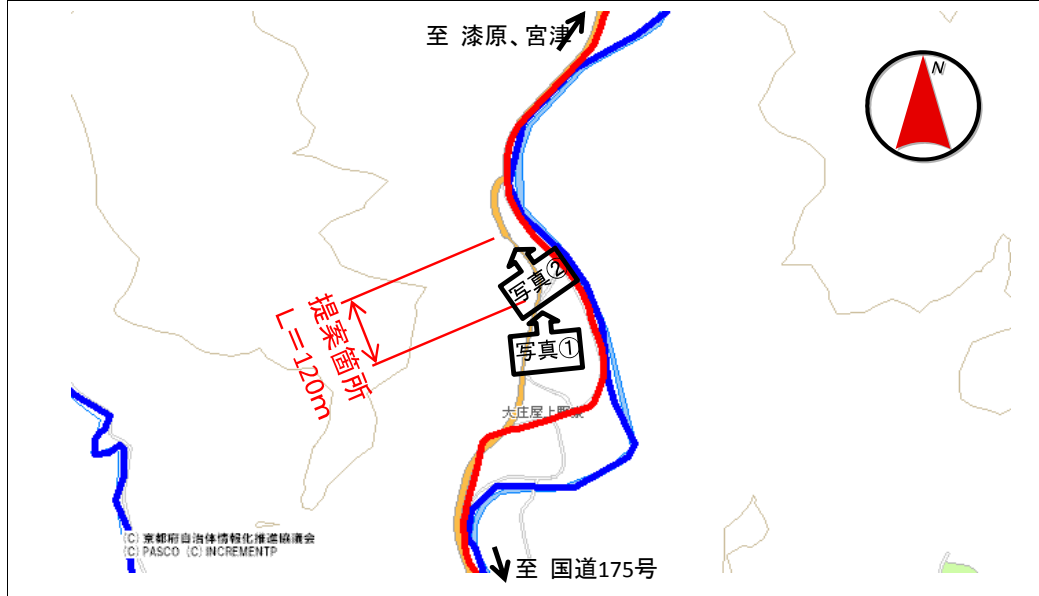 至 漆原、宮津
N
写真②
提案箇所
L=120m
写真①
大庄屋上野家
(C) 京都府自治体情報化推進協議会
(C) PASCO (C) INCREMENTP
至 国道175号